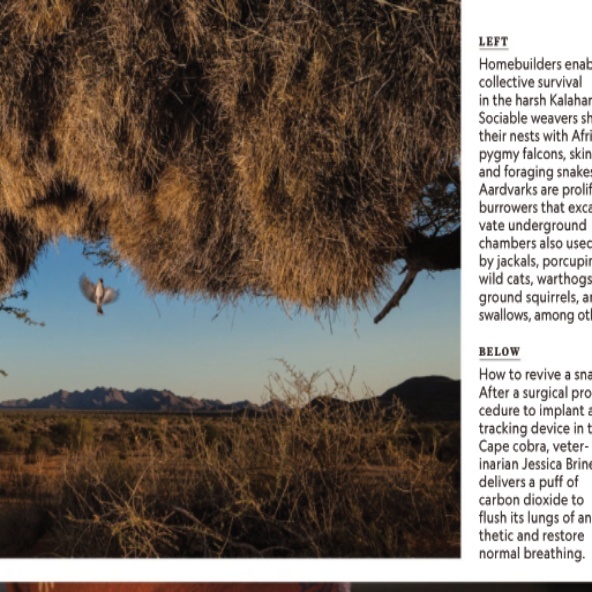 LEFT
Homebuilders enab
collective survival
in the harsh Kalahar
Sociable weavers sh
their nests with Afri
pygmy falcons, skin
and foraging snakes
Aardvarks are prolif
burrowers that exca
vate underground
chambers also used
by jackals, porcupin
wild cats, warthogs
ground squirrels, an
swallows, among oth
BELOW
How to revive a sna
After a surgical pro
cedure to implant a
tracking device in t
Cape cobra, veter-
inarian Jessica Brine
delivers a puff of
carbon dioxide to
flush its lungs of an
thetic and restore
normal breathing.